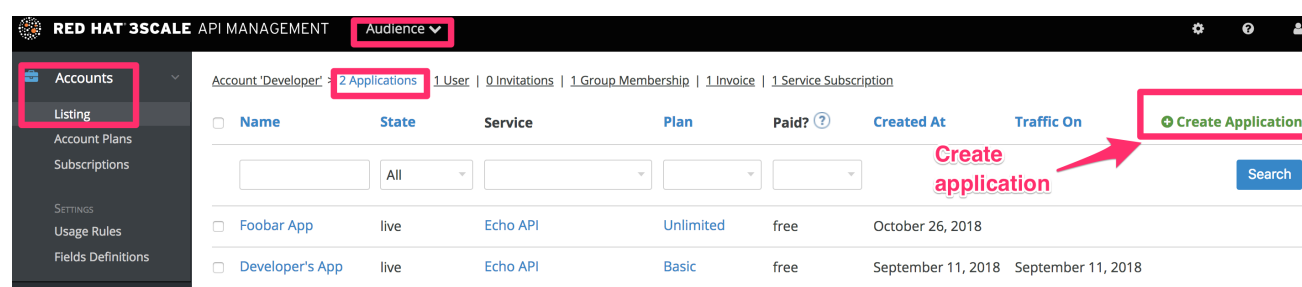 RED HAT 3SCALE API MANAGEMENT Audience
Accounts
Listing
Account Plans
Subscriptions
SETTINGS
Usage Rules
Fields Definitions
Account 'Developer' > 2 Applications 1 User | 0 Invitations | 1 Group Membership | 1 Invoice | 1 Service Subscription
Name State Service Plan Paid? ? Created At Traffic On Create Application
Create
application
All Search
Foobar App live Echo API Unlimited free October 26, 2018
Developer's App live Echo API Basic free September 11, 2018 September 11, 2018